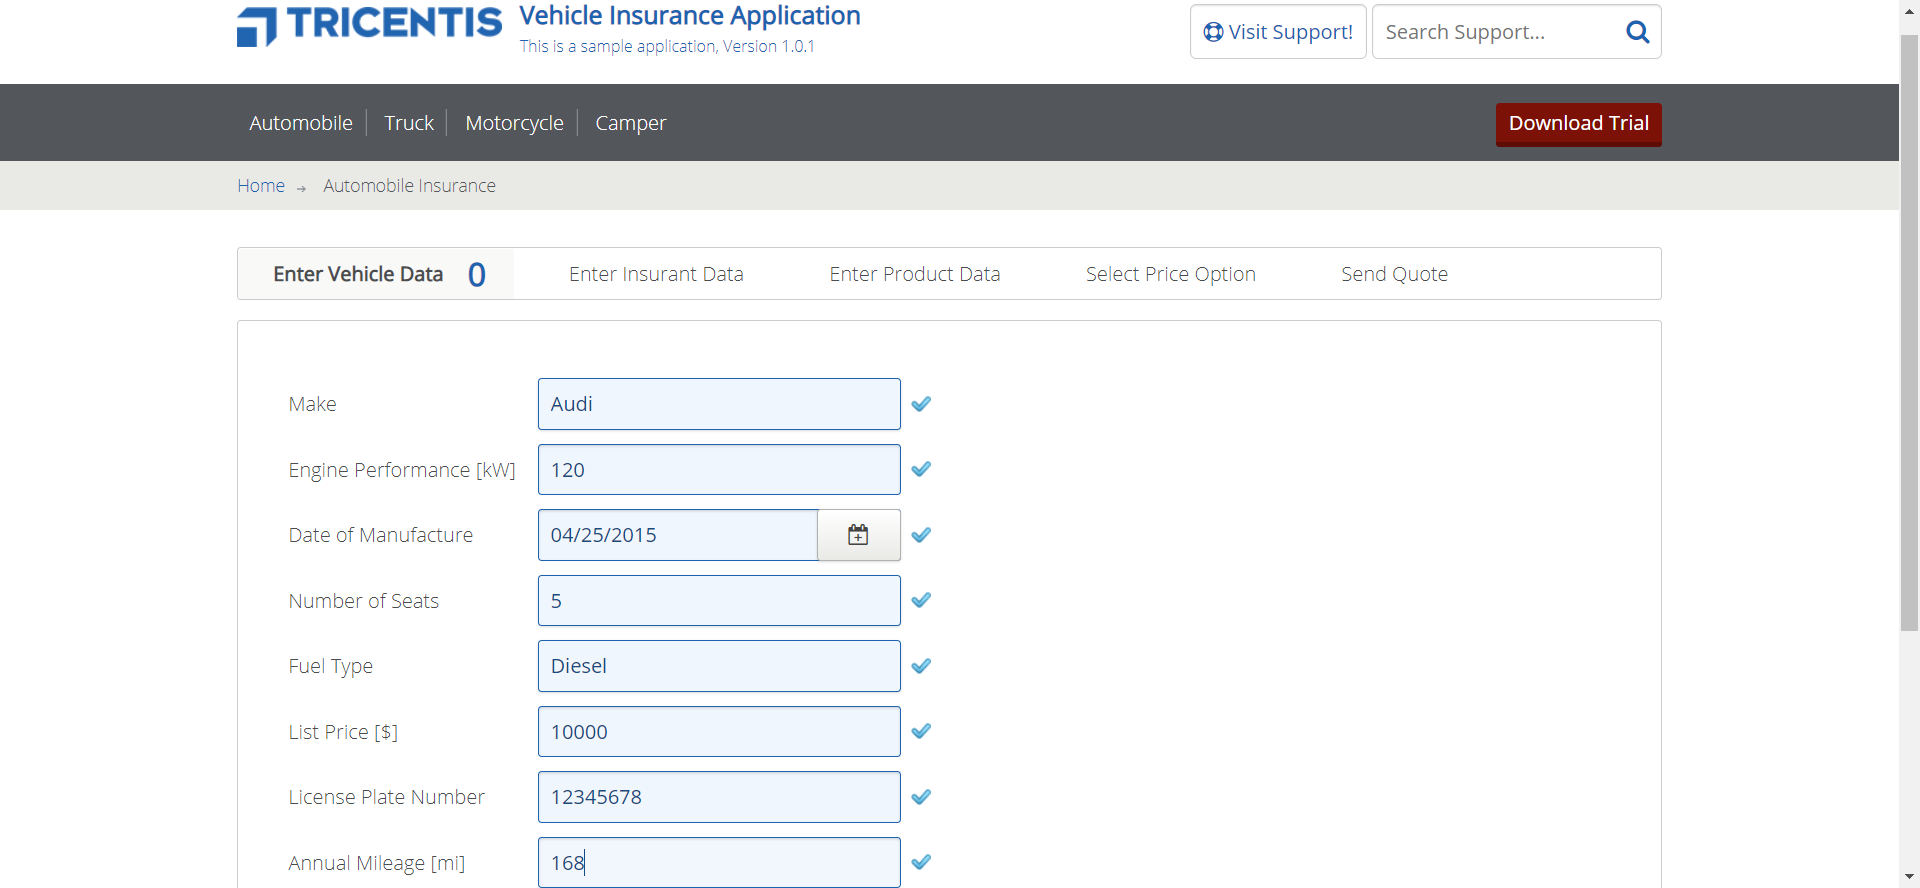 TRICENTIS
Vehicle Insurance Application
This is a sample application, Version 1.0.1
Visit Support!
Search Support...
Automobile
Truck
Motorcycle
Camper
Download Trial
Home → Automobile Insurance
Enter Vehicle Data 0
Enter Insurant Data
Enter Product Data
Select Price Option
Send Quote
Make
Audi
Engine Performance [kW]
120
Date of Manufacture
04/25/2015
Number of Seats
5
Fuel Type
Diesel
List Price [$]
10000
License Plate Number
12345678
Annual Mileage [mi]
168